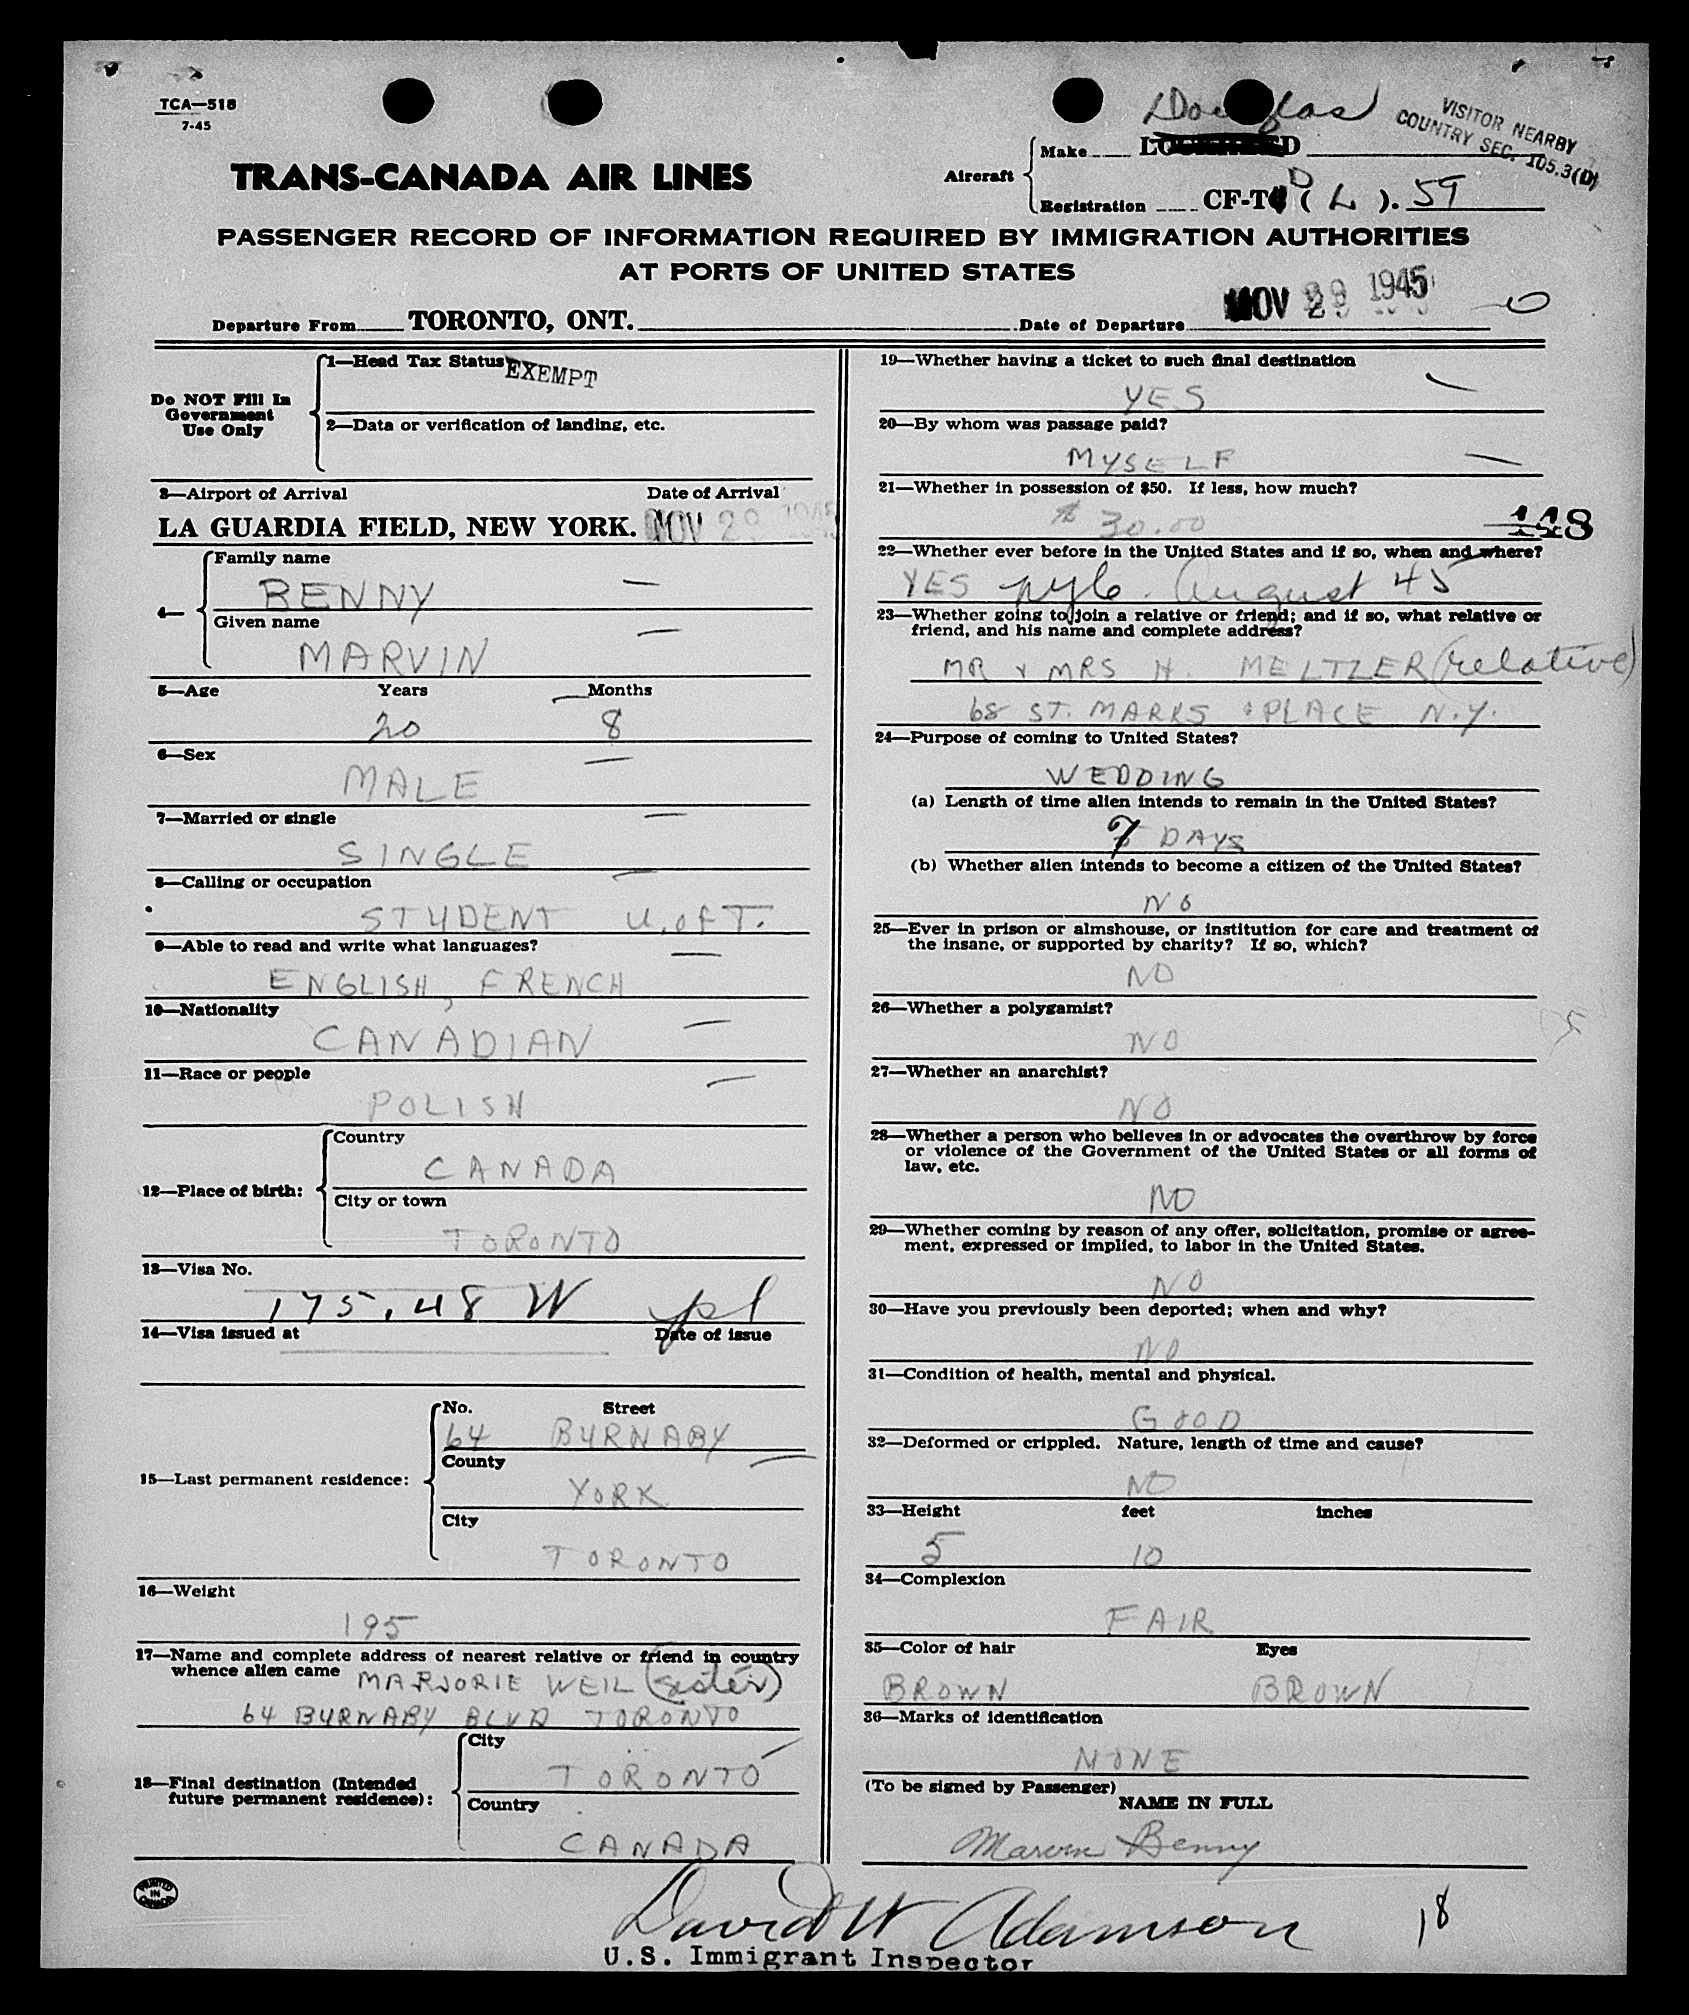 TCA—518
7-45
Douglas
VISITOR NEARBY
COUNTRY SEC. 105.3(D)
TRANS-CANADA AIR LINES
Aircraft
Make
Registration CF-T D ( L ). 59
PASSENGER RECORD OF INFORMATION REQUIRED BY IMMIGRATION AUTHORITIES
AT PORTS OF UNITED STATES
Departure From TORONTO, ONT. Date of Departure NOV 29 1945
Do NOT Fill In
Government
Use Only
1—Head Tax Status EXEMPT
2—Data or verification of landing, etc.
3—Airport of Arrival Date of Arrival
LA GUARDIA FIELD, NEW YORK. NOV 29 1945
4—
Family name
BENNY
Given name
MARVIN
5—Age Years Months
20 8
6—Sex
MALE
7—Married or single
SINGLE
8—Calling or occupation
STUDENT U. of T.
9—Able to read and write what languages?
ENGLISH, FRENCH
10—Nationality
CANADIAN
11—Race or people
POLISH
12—Place of birth:
Country
CANADA
City or town
TORONTO
13—Visa No.
175.48 W
14—Visa issued at Date of issue
15—Last permanent residence:
No. Street
64 BURNABY
County
YORK
City
TORONTO
16—Weight
195
17—Name and complete address of nearest relative or friend in country
whence alien came MARJORIE WEIL (sister)
64 BURNABY BLVD TORONTO
18—Final destination (Intended
future permanent residence):
City
TORONTO
Country
CANADA
19—Whether having a ticket to such final destination
YES
20—By whom was passage paid?
MYSELF
21—Whether in possession of $50. If less, how much?
$ 30.00
118
22—Whether ever before in the United States and if so, when and where?
YES nyc. August 45
23—Whether going to join a relative or friend; and if so, what relative or
friend, and his name and complete address?
MR & MRS H. MELTZER (relative)
68 ST. MARKS PLACE N.Y.
24—Purpose of coming to United States?
WEDDING
(a) Length of time alien intends to remain in the United States?
7 DAYS
(b) Whether alien intends to become a citizen of the United States?
NO
25—Ever in prison or almshouse, or institution for care and treatment of
the insane, or supported by charity? If so, which?
NO
26—Whether a polygamist?
NO
27—Whether an anarchist?
NO
28—Whether a person who believes in or advocates the overthrow by force
or violence of the Government of the United States or all forms of
law, etc.
NO
29—Whether coming by reason of any offer, solicitation, promise or agree-
ment, expressed or implied, to labor in the United States.
NO
30—Have you previously been deported; when and why?
NO
31—Condition of health, mental and physical.
GOOD
32—Deformed or crippled. Nature, length of time and cause?
NO
33—Height feet inches
5 10
34—Complexion
FAIR
35—Color of hair Eyes
BROWN BROWN
36—Marks of identification
NONE
(To be signed by Passenger)
NAME IN FULL
Marvin Benny
PRINTED IN CANADA
David W Adamson
18
U.S. Immigrant Inspector